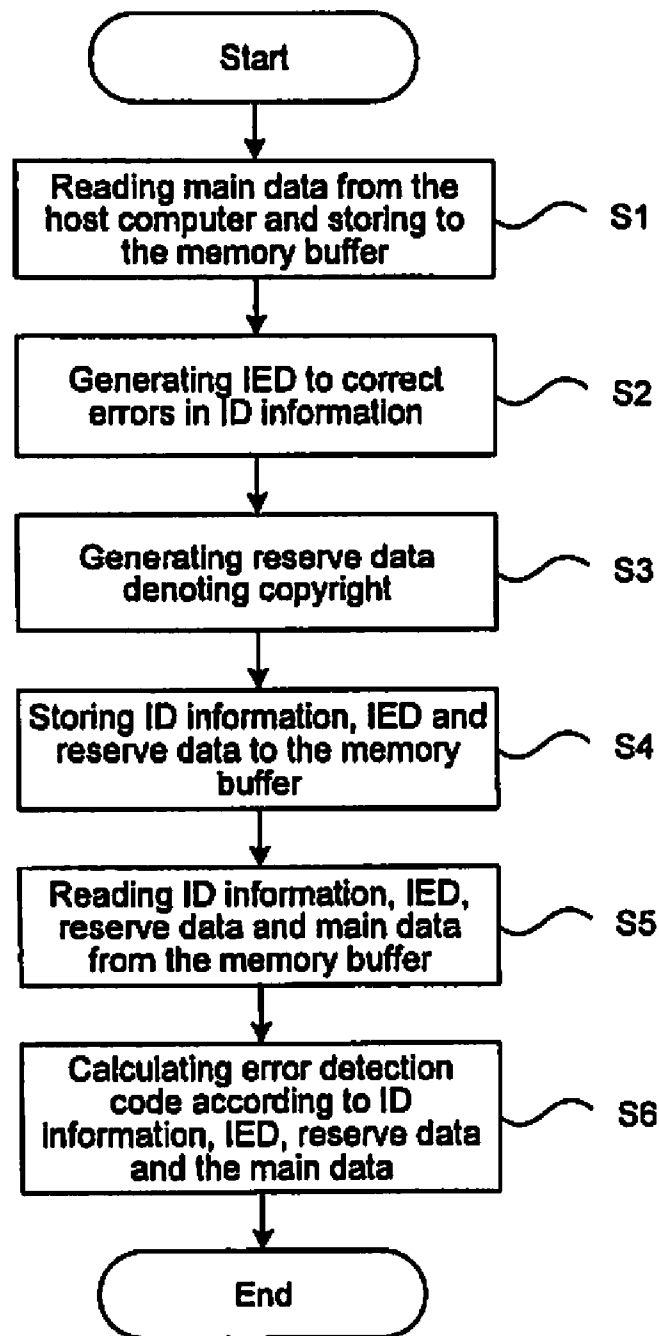 Start
Reading main data from the
host computer and storing to
the memory buffer
S1
Generating IED to correct
errors in ID information
S2
Generating reserve data
denoting copyright
S3
Storing ID information, IED and
reserve data to the memory
buffer
S4
Reading ID information, IED,
reserve data and main data
from the memory buffer
S5
Calculating error detection
code according to ID
information, IED, reserve data
and the main data
S6
End